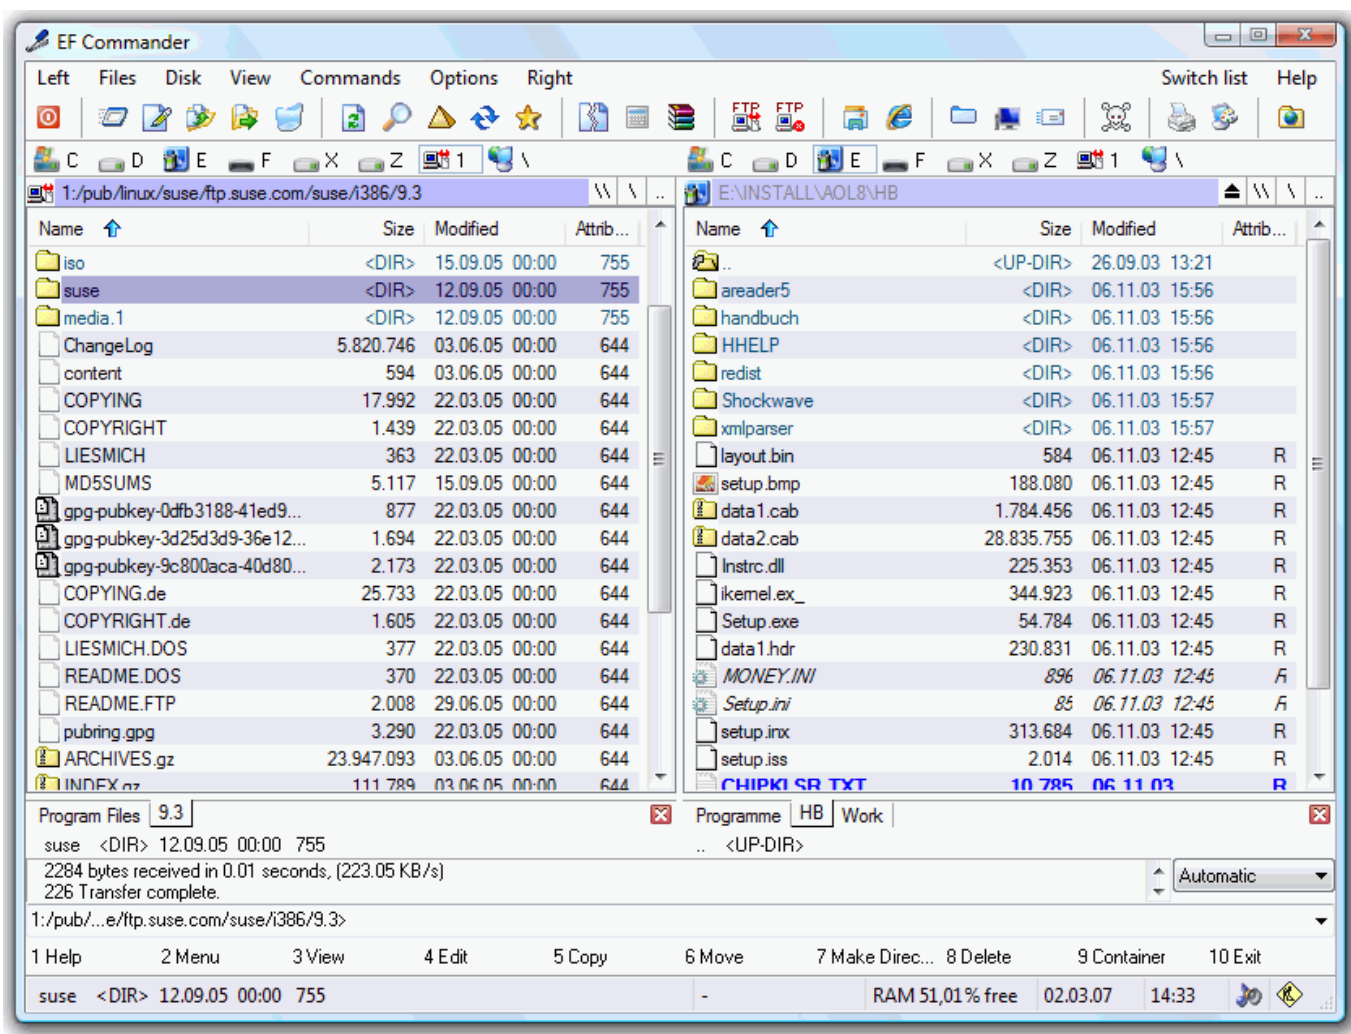 EF Commander
Left Files Disk View Commands Options Right Switch list Help
FTP FTP
C D E F X Z 1 \ C D E F X Z 1 \
1:/pub/linux/suse/ftp.suse.com/suse/i386/9.3 \\ \ .. E:\INSTALL\AOL8\HB \\ \ ..
Name Size Modified Attrib... Name Size Modified Attrib...
iso <DIR> 15.09.05 00:00 755 .. <UP-DIR> 26.09.03 13:21
suse <DIR> 12.09.05 00:00 755 areader5 <DIR> 06.11.03 15:56
media.1 <DIR> 12.09.05 00:00 755 handbuch <DIR> 06.11.03 15:56
ChangeLog 5.820.746 03.06.05 00:00 644 HHELP <DIR> 06.11.03 15:56
content 594 03.06.05 00:00 644 redist <DIR> 06.11.03 15:56
COPYING 17.992 22.03.05 00:00 644 Shockwave <DIR> 06.11.03 15:57
COPYRIGHT 1.439 22.03.05 00:00 644 xmlparser <DIR> 06.11.03 15:57
LIESMICH 363 22.03.05 00:00 644 layout.bin 584 06.11.03 12:45 R
MD5SUMS 5.117 15.09.05 00:00 644 setup.bmp 188.080 06.11.03 12:45 R
gpg-pubkey-0dfb3188-41ed9... 877 22.03.05 00:00 644 data1.cab 1.784.456 06.11.03 12:45 R
gpg-pubkey-3d25d3d9-36e12... 1.694 22.03.05 00:00 644 data2.cab 28.835.755 06.11.03 12:45 R
gpg-pubkey-9c800aca-40d80... 2.173 22.03.05 00:00 644 Instrc.dll 225.353 06.11.03 12:45 R
COPYING.de 25.733 22.03.05 00:00 644 ikernel.ex_ 344.923 06.11.03 12:45 R
COPYRIGHT.de 1.605 22.03.05 00:00 644 Setup.exe 54.784 06.11.03 12:45 R
LIESMICH.DOS 377 22.03.05 00:00 644 data1.hdr 230.831 06.11.03 12:45 R
README.DOS 370 22.03.05 00:00 644 MONEY.INI 896 06.11.03 12:45 R
README.FTP 2.008 29.06.05 00:00 644 Setup.ini 85 06.11.03 12:45 R
pubring.gpg 3.290 22.03.05 00:00 644 setup.inx 313.684 06.11.03 12:45 R
ARCHIVES.gz 23.947.093 03.06.05 00:00 644 setup.iss 2.014 06.11.03 12:45 R
INDEX.gz 111.789 03.06.05 00:00 644 CHIPKLSR.TXT 10.785 06.11.03 R
Program Files 9.3 Programme HB Work
suse <DIR> 12.09.05 00:00 755 .. <UP-DIR>
2284 bytes received in 0.01 seconds, (223.05 KB/s)
226 Transfer complete.
Automatic
1:/pub/...e/ftp.suse.com/suse/i386/9.3>
1 Help 2 Menu 3 View 4 Edit 5 Copy 6 Move 7 Make Direc... 8 Delete 9 Container 10 Exit
suse <DIR> 12.09.05 00:00 755 - RAM 51,01% free 02.03.07 14:33